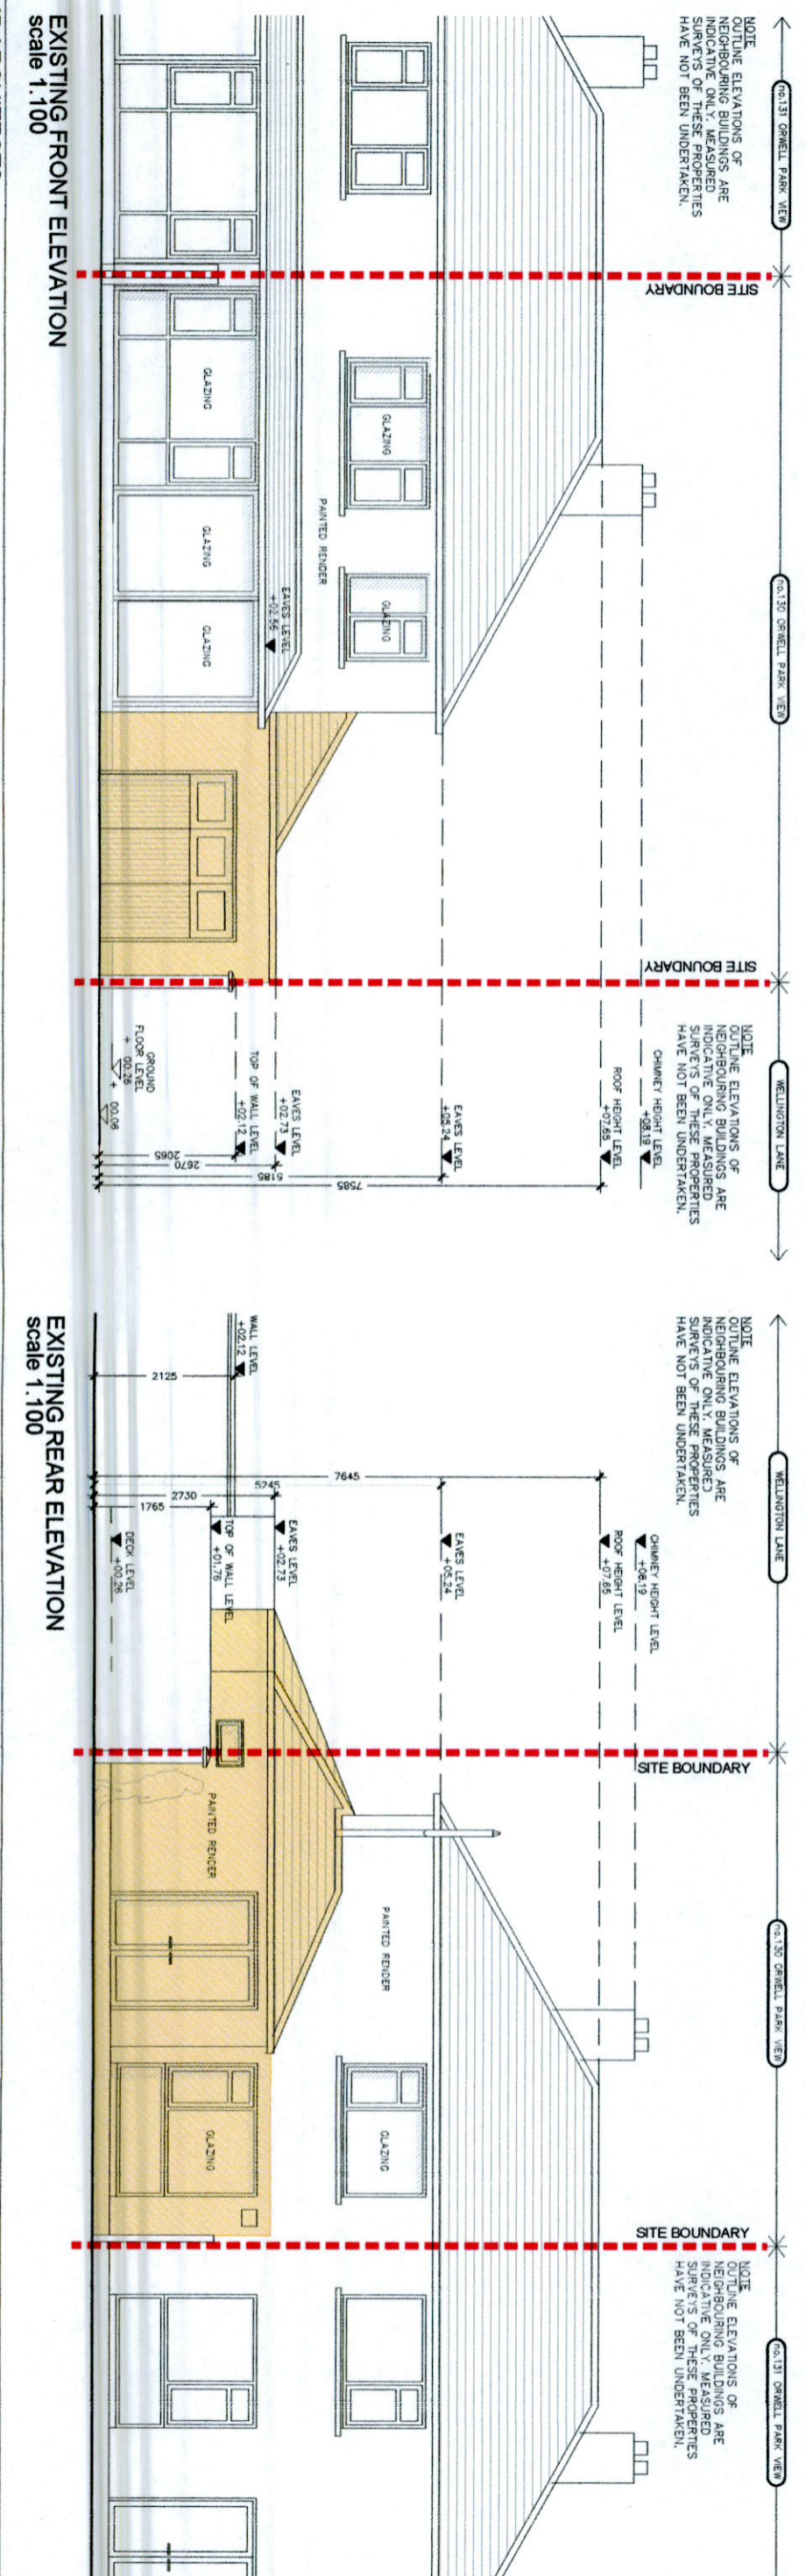 no.131 ORWELL PARK VIEW
no.130 ORWELL PARK VIEW
WELLINGTON LANE
NOTE
OUTLINE ELEVATIONS OF
NEIGHBOURING BUILDINGS ARE
INDICATIVE ONLY. MEASURED
SURVEYS OF THESE PROPERTIES
HAVE NOT BEEN UNDERTAKEN.
SITE BOUNDARY
SITE BOUNDARY
NOTE
OUTLINE ELEVATIONS OF
NEIGHBOURING BUILDINGS ARE
INDICATIVE ONLY. MEASURED
SURVEYS OF THESE PROPERTIES
HAVE NOT BEEN UNDERTAKEN.
CHIMNEY HEIGHT LEVEL
+08.19
ROOF HEIGHT LEVEL
+07.65
EAVES LEVEL
+05.24
EAVES LEVEL
+02.73
TOP OF WALL LEVEL
+02.12
GROUND
FLOOR LEVEL
+ 00.26
+ 00.06
2065
2670
5185
7585
GLAZING
GLAZING
PAINTED RENDER
EAVES LEVEL
+02.56
GLAZING
GLAZING
GLAZING
EXISTING FRONT ELEVATION
scale 1.100
WELLINGTON LANE
no.130 ORWELL PARK VIEW
no.131 ORWELL PARK VIEW
NOTE
OUTLINE ELEVATIONS OF
NEIGHBOURING BUILDINGS ARE
INDICATIVE ONLY. MEASURED
SURVEYS OF THESE PROPERTIES
HAVE NOT BEEN UNDERTAKEN.
CHIMNEY HEIGHT LEVEL
+08.19
ROOF HEIGHT LEVEL
+07.65
EAVES LEVEL
+05.24
EAVES LEVEL
+02.73
TOP OF WALL LEVEL
+01.76
DECK LEVEL
+00.26
WALL LEVEL
+02.12
2125
7645
5245
2730
1765
SITE BOUNDARY
SITE BOUNDARY
NOTE
OUTLINE ELEVATIONS OF
NEIGHBOURING BUILDINGS ARE
INDICATIVE ONLY. MEASURED
SURVEYS OF THESE PROPERTIES
HAVE NOT BEEN UNDERTAKEN.
PAINTED RENDER
PAINTED RENDER
GLAZING
GLAZING
EXISTING REAR ELEVATION
scale 1.100